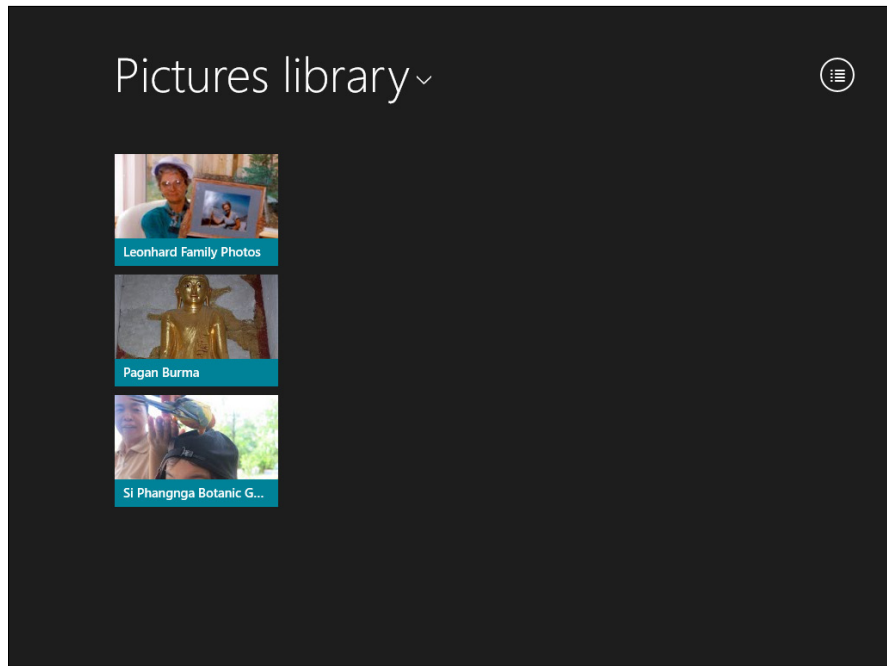 Pictures library
Leonhard Family Photos
Pagan Burma
Si Phangnga Botanic G...